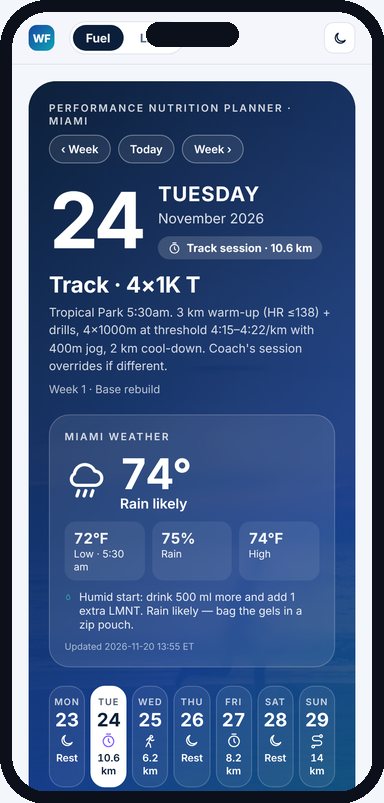 WF
Fuel
L
PERFORMANCE NUTRITION PLANNER ·
MIAMI
‹ Week
Today
Week ›
24
TUESDAY
November 2026
Track session · 10.6 km
Track · 4×1K T
Tropical Park 5:30am. 3 km warm-up (HR ≤138) +
drills, 4×1000m at threshold 4:15–4:22/km with
400m jog, 2 km cool-down. Coach's session
overrides if different.
Week 1 · Base rebuild
MIAMI WEATHER
74°
Rain likely
72°F
Low · 5:30
am
75%
Rain
74°F
High
Humid start: drink 500 ml more and add 1
extra LMNT. Rain likely — bag the gels in a
zip pouch.
Updated 2026-11-20 13:55 ET
MON
23
Rest
TUE
24
10.6
km
WED
25
6.2
km
THU
26
Rest
FRI
27
8.2
km
SAT
28
Rest
SUN
29
14
km